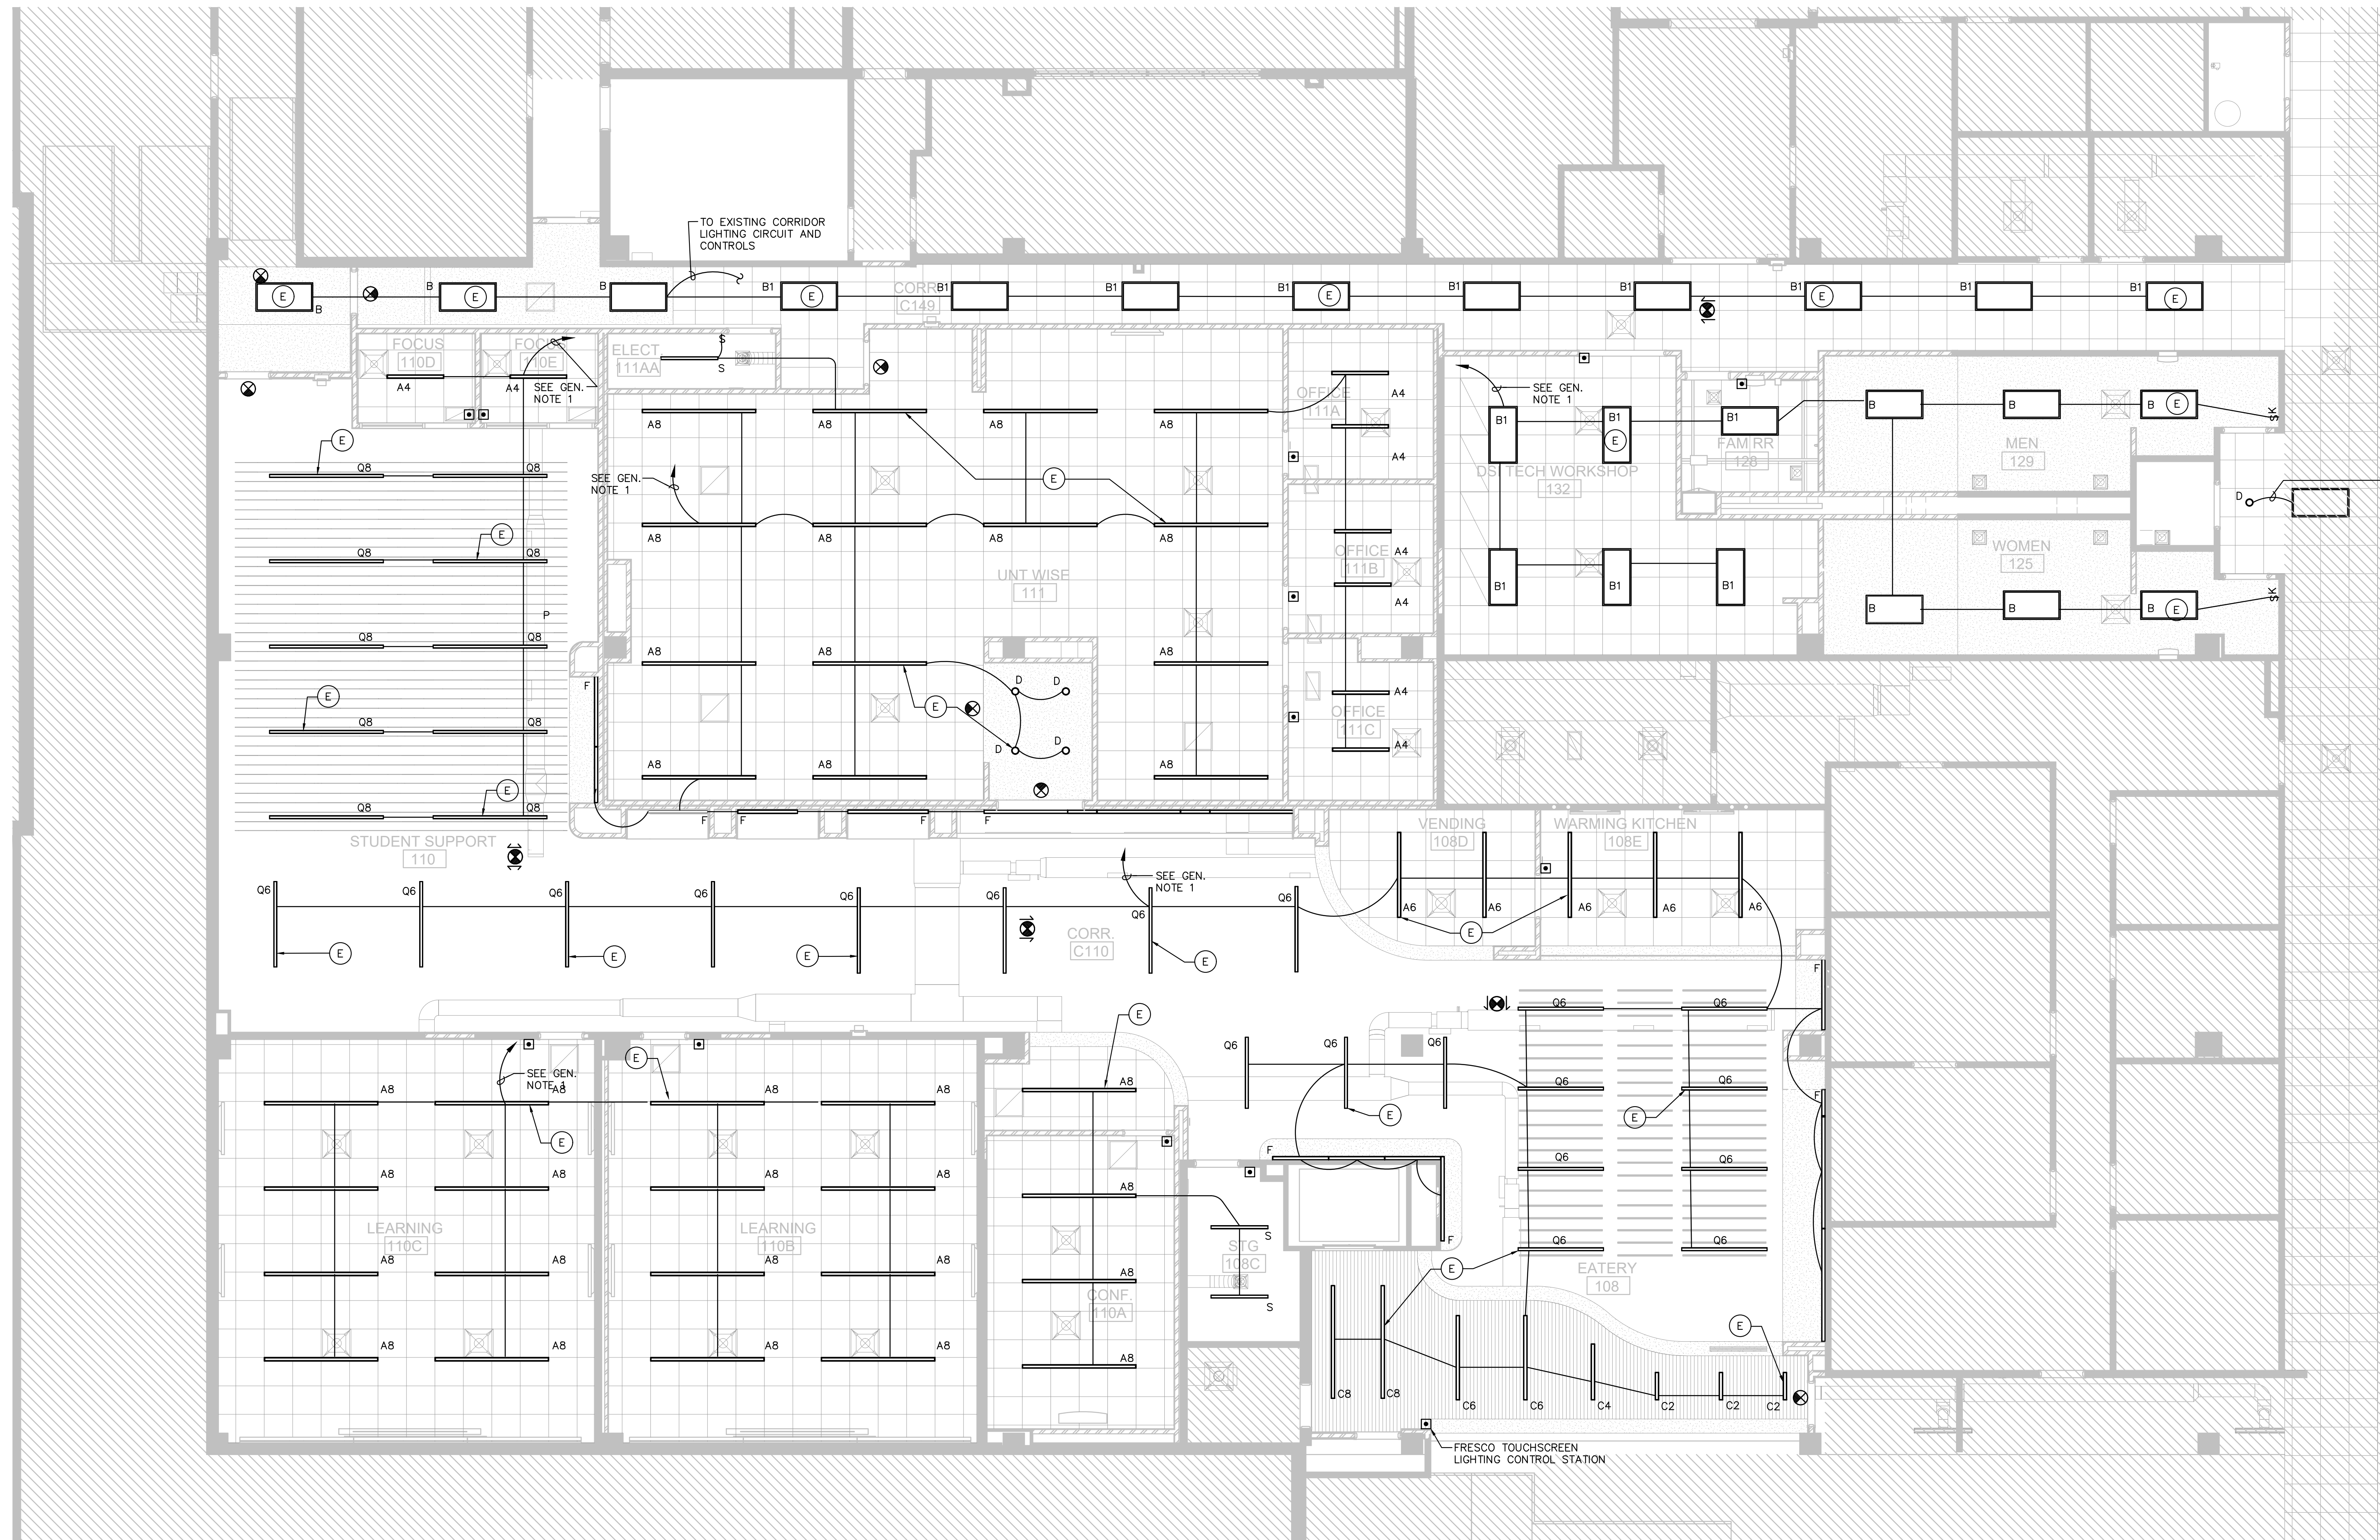 TO EXISTING CORRIDOR
LIGHTING CIRCUIT AND
CONTROLS
E
B
B
E
B
B1
E
CORR.
C149
B1
B1
B1
E
B1
B1
B1
E
B1
B1
E
FOCUS
110D
A4
FOCUS
110E
A4
SEE GEN.
NOTE 1
ELECT.
111AA
$
S
OFFICE
111A
A4
A4
SEE GEN.
NOTE 1
B1
B1
E
B1
FAM RR
128
DSI TECH WORKSHOP
132
B
B
B
E
$K
MEN
129
D
E
Q8
Q8
E
Q8
Q8
P
Q8
Q8
E
Q8
Q8
E
Q8
Q8
STUDENT SUPPORT
110
A8
A8
A8
A8
SEE GEN.
NOTE 1
E
A8
A8
A8
A8
UNT WISE
111
OFFICE
111B
A4
A4
B1
B1
B1
WOMEN
125
B
B
B
E
$K
A8
A8
A8
F
E
D
D
D
D
OFFICE
111C
A4
A4
A8
A8
A8
F
F
F
F
VENDING
108D
WARMING KITCHEN
108E
SEE GEN.
NOTE 1
Q6
Q6
Q6
Q6
Q6
Q6
Q6
Q6
A6
A6
A6
A6
A6
E
E
E
E
E
CORR.
C110
F
Q6
Q6
E
Q6
Q6
Q6
E
Q6
Q6
E
F
SEE GEN.
NOTE 1
A8
A8
E
E
A8
A8
A8
A8
A8
A8
A8
A8
A8
LEARNING
110C
LEARNING
110B
A8
A8
A8
A8
A8
A8
A8
A8
A8
CONF.
110A
A8
STG
108C
S
S
F
F
Q6
Q6
Q6
Q6
E
EATERY
108
E
C8
C8
C6
C6
C4
C2
C2
C2
FRESCO TOUCHSCREEN
LIGHTING CONTROL STATION